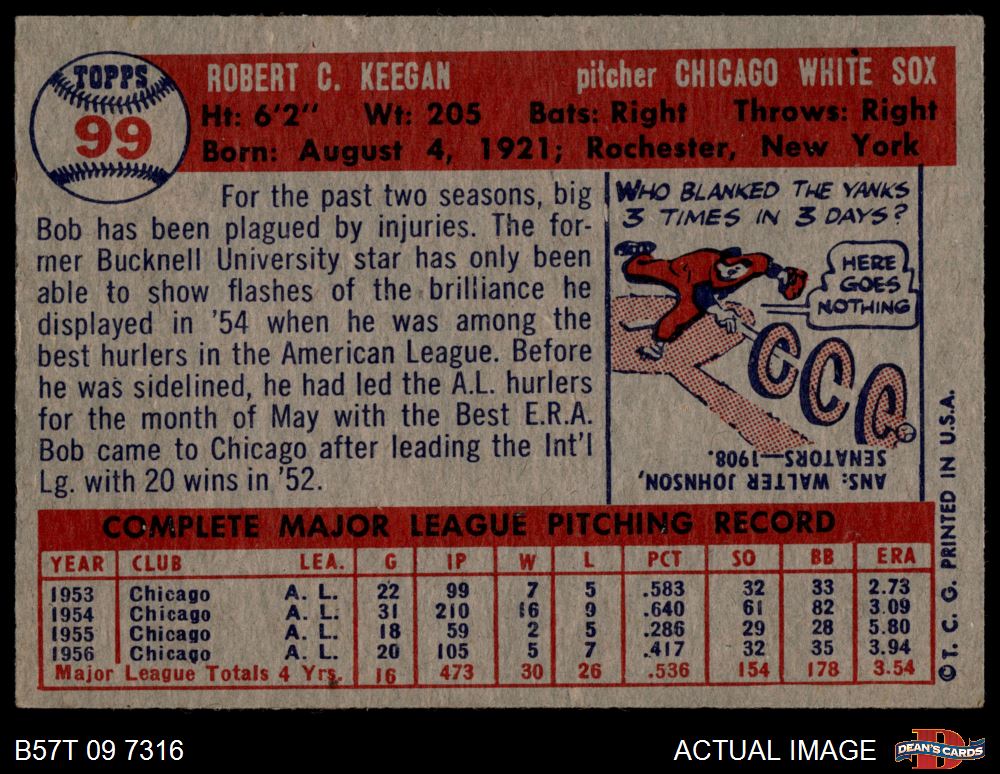 TOPPS
99
ROBERT C. KEEGAN pitcher CHICAGO WHITE SOX
Ht: 6'2" Wt: 205 Bats: Right Throws: Right
Born: August 4, 1921; Rochester, New York
For the past two seasons, big
Bob has been plagued by injuries. The for-
mer Bucknell University star has only been
able to show flashes of the brilliance he
displayed in '54 when he was among the
best hurlers in the American League. Before
he was sidelined, he had led the A.L. hurlers
for the month of May with the Best E.R.A.
Bob came to Chicago after leading the Int'l
Lg. with 20 wins in '52.
WHO BLANKED THE YANKS
3 TIMES IN 3 DAYS?
HERE
GOES
NOTHING
ANS: WALTER JOHNSON,
SENATORS—1908.
COMPLETE MAJOR LEAGUE PITCHING RECORD
YEAR CLUB LEA. G IP W L PCT SO BB ERA
1953 Chicago A. L. 22 99 7 5 .583 32 33 2.73
1954 Chicago A. L. 31 210 16 9 .640 61 82 3.09
1955 Chicago A. L. 18 59 2 5 .286 29 28 5.80
1956 Chicago A. L. 20 105 5 7 .417 32 35 3.94
Major League Totals 4 Yrs. 16 473 30 26 .536 154 178 3.54
©T. C. G. PRINTED IN U.S.A.
B57T 09 7316
ACTUAL IMAGE
DEAN'S CARDS